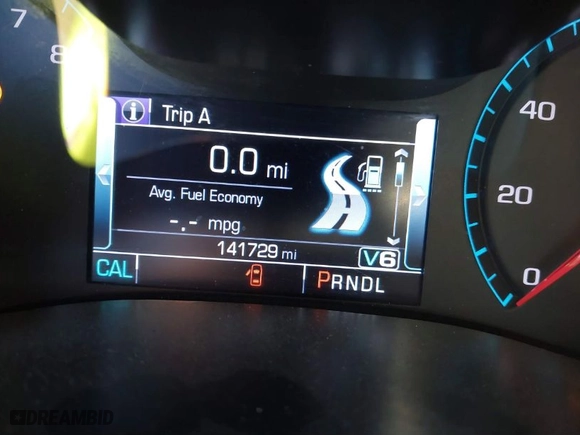 7
8
i Trip A
0.0 mi
Avg. Fuel Economy
-.- mpg
141729 mi
V6
CAL
PRNDL
40
20
0
DREAMBID